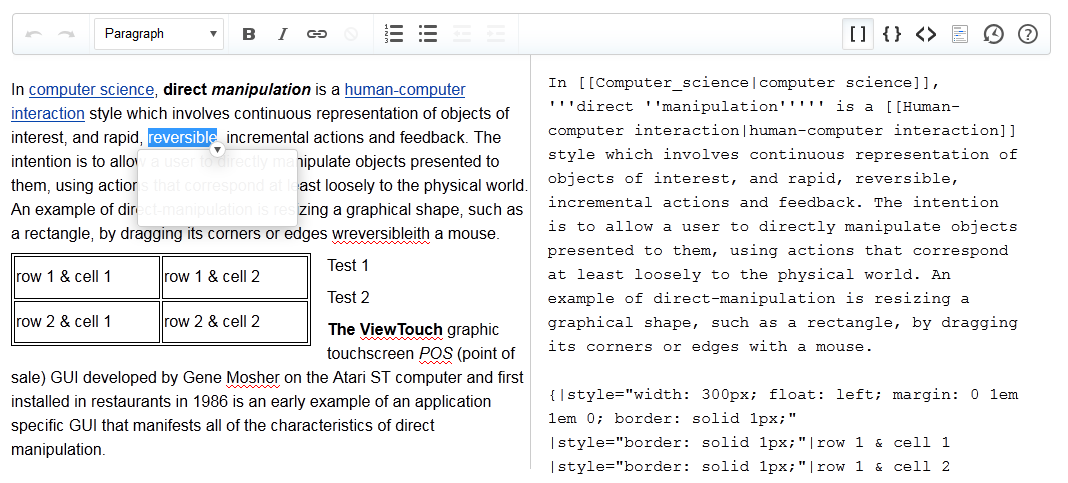 Paragraph
B I
[ ] { } < > ?
In computer science, direct manipulation is a human-computer
interaction style which involves continuous representation of objects of
interest, and rapid, reversible, incremental actions and feedback. The
intention is to allow a user to directly manipulate objects presented to
them, using actions that correspond at least loosely to the physical world.
An example of direct-manipulation is resizing a graphical shape, such as
a rectangle, by dragging its corners or edges wreversibleith a mouse.
row 1 & cell 1 row 1 & cell 2
row 2 & cell 1 row 2 & cell 2
Test 1
Test 2
The ViewTouch graphic
touchscreen POS (point of
sale) GUI developed by Gene Mosher on the Atari ST computer and first
installed in restaurants in 1986 is an early example of an application
specific GUI that manifests all of the characteristics of direct
manipulation.
In [[Computer_science|computer science]],
'''direct ''manipulation''''' is a [[Human-
computer interaction|human-computer interaction]]
style which involves continuous representation of
objects of interest, and rapid, reversible,
incremental actions and feedback. The intention
is to allow a user to directly manipulate objects
presented to them, using actions that correspond
at least loosely to the physical world. An
example of direct-manipulation is resizing a
graphical shape, such as a rectangle, by dragging
its corners or edges with a mouse.
{|style="width: 300px; float: left; margin: 0 1em
1em 0; border: solid 1px;"
|style="border: solid 1px;"|row 1 & cell 1
|style="border: solid 1px;"|row 1 & cell 2